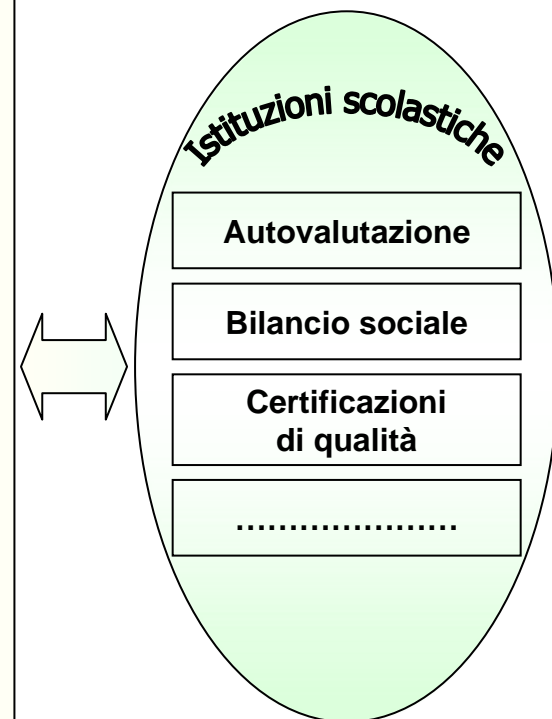 Istituzioni scolastiche
Autovalutazione
Bilancio sociale
Certificazioni
di qualità
…………………